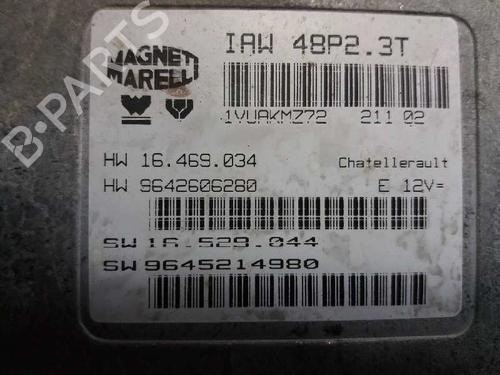 MAGNETI
MARELLI
IAW 48P2.3T
1VUAKMZ72 211 02
HW 16.469.034 Chatellerault
HW 9642606280 E 12V=
SW 16.529.044
SW 9645214980
B-PARTS